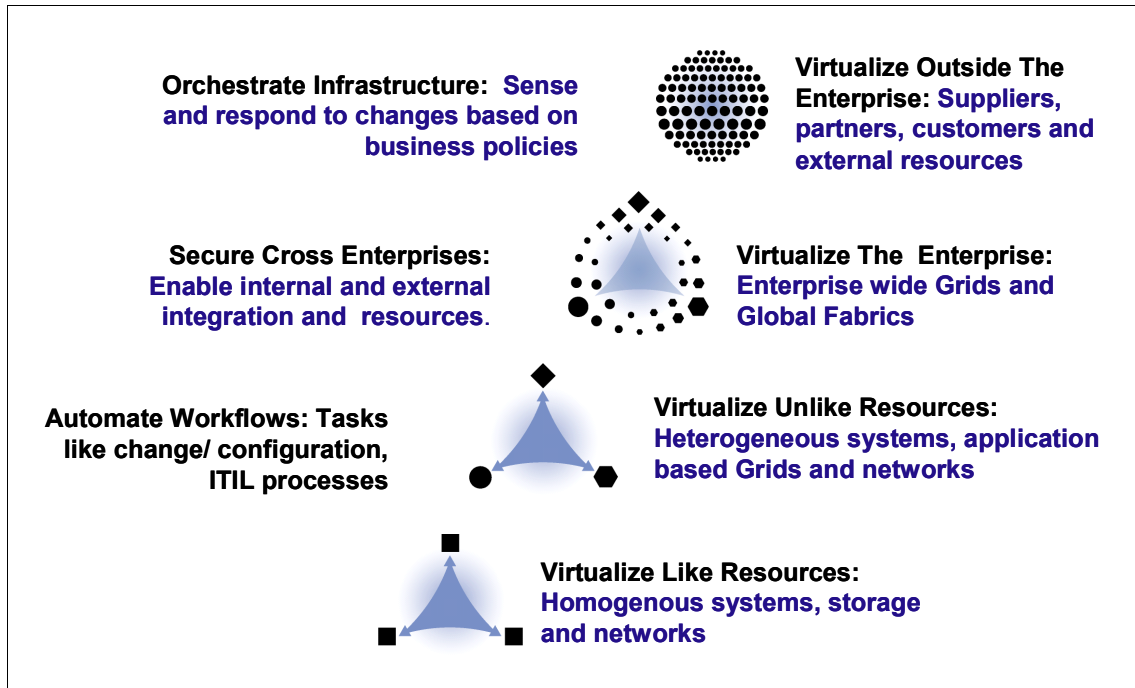 Orchestrate Infrastructure: Sense
and respond to changes based on
business policies
Virtualize Outside The
Enterprise: Suppliers,
partners, customers and
external resources
Secure Cross Enterprises:
Enable internal and external
integration and resources.
Virtualize The Enterprise:
Enterprise wide Grids and
Global Fabrics
Automate Workflows: Tasks
like change/ configuration,
ITIL processes
Virtualize Unlike Resources:
Heterogeneous systems, application
based Grids and networks
Virtualize Like Resources:
Homogenous systems, storage
and networks